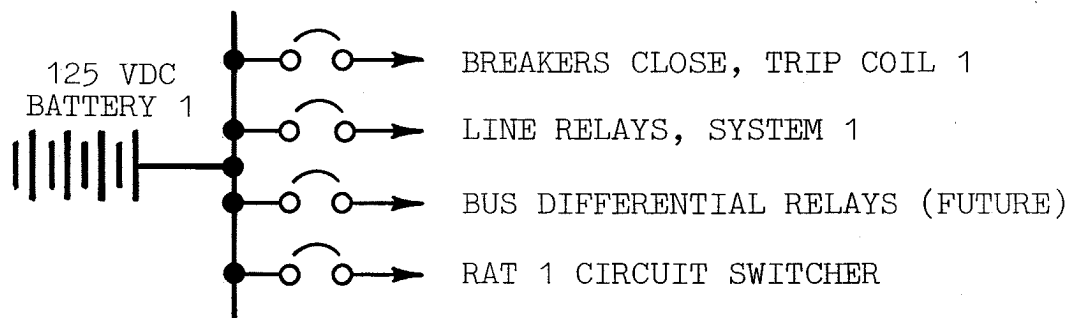 125 VDC
BATTERY 1
BREAKERS CLOSE, TRIP COIL 1
LINE RELAYS, SYSTEM 1
BUS DIFFERENTIAL RELAYS (FUTURE)
RAT 1 CIRCUIT SWITCHER